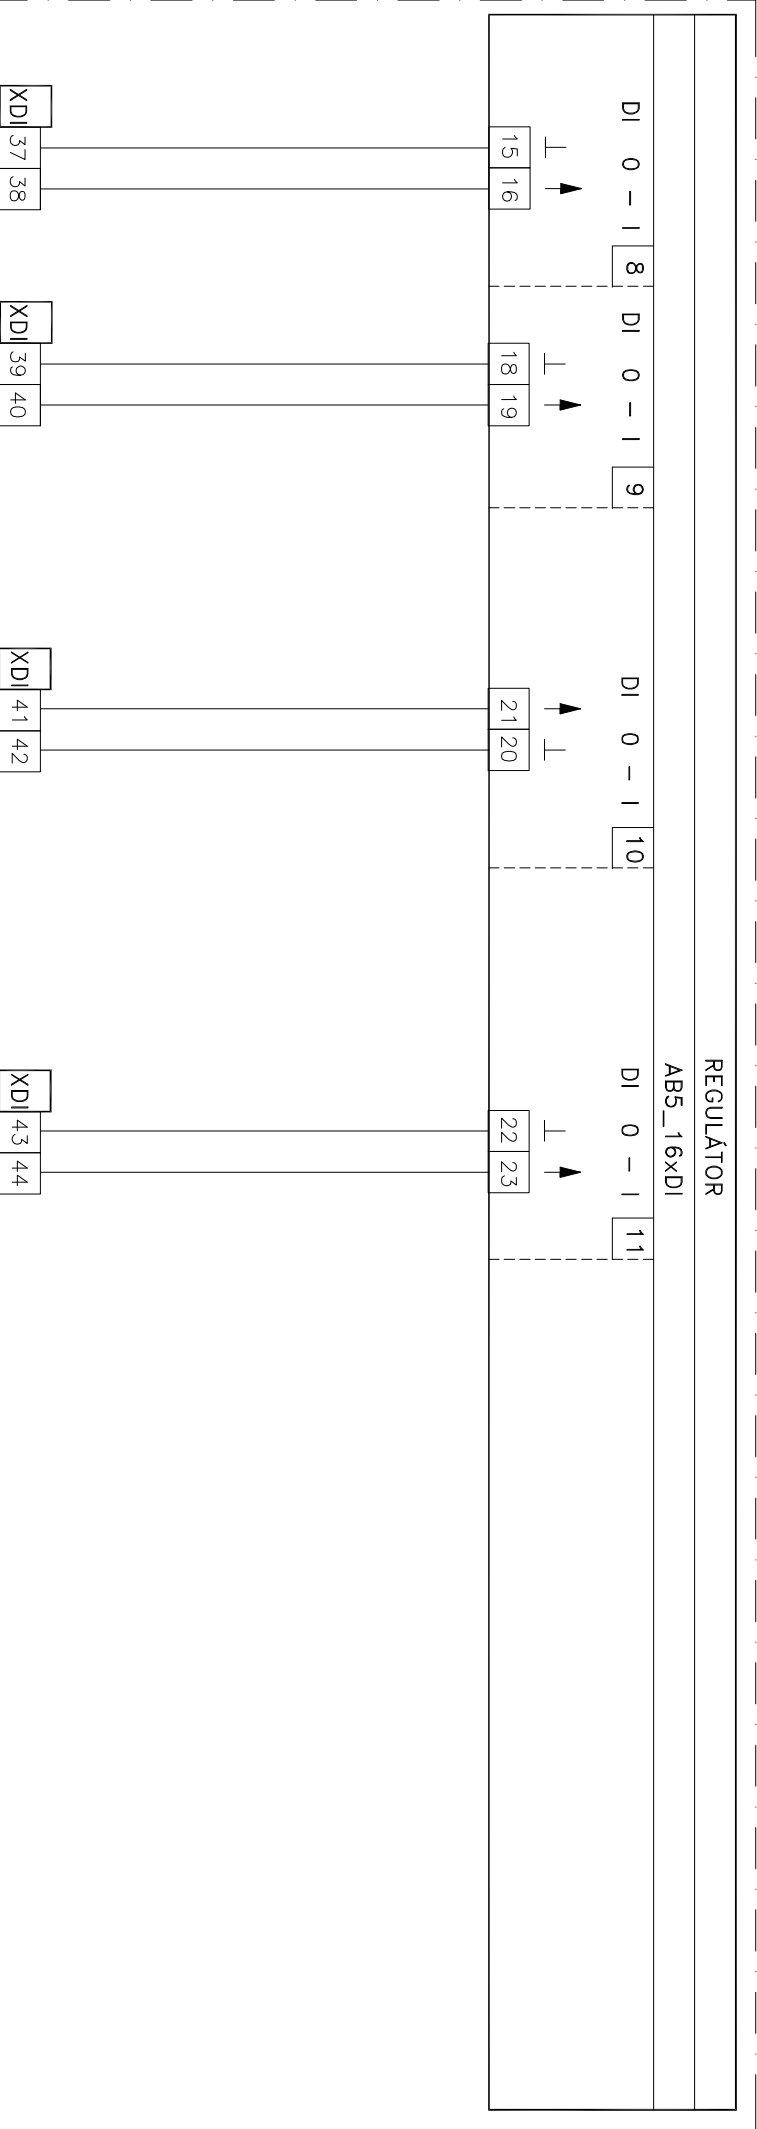 REGULÁTOR
AB5_16xDI
DI 0 – I 8
DI 0 – I 9
DI 0 – I 10
DI 0 – I 11
15 16
18 19
21 20
22 23
XDI 37 38
XDI 39 40
XDI 41 42
XDI 43 44